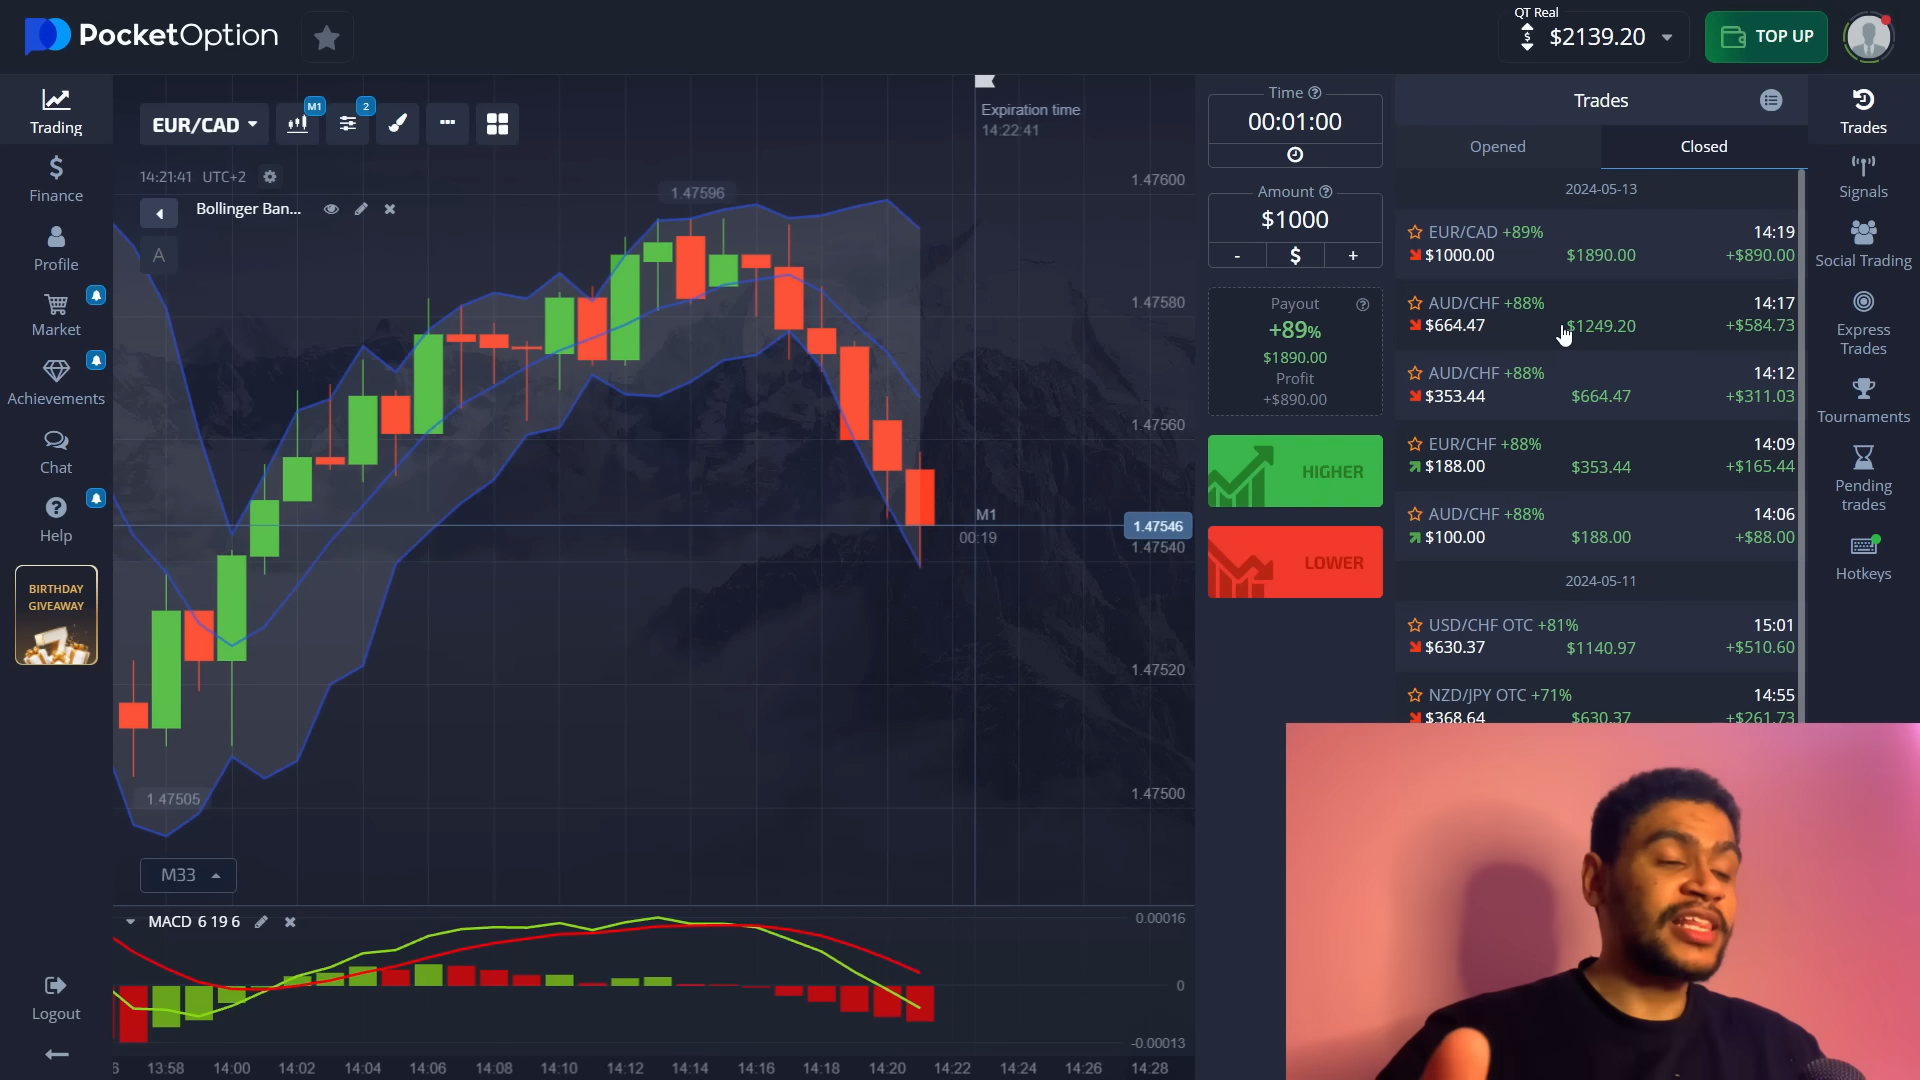 PocketOption
QT Real
$2139.20
TOP UP
Trading
Finance
Profile
Market
Achievements
Chat
Help
BIRTHDAY
GIVEAWAY
Logout
EUR/CAD
M1
2
14:21:41 UTC+2
Bollinger Ban...
A
Expiration time
14:22:41
1.47596
1.47505
M1
00:19
1.47600
1.47580
1.47560
1.47546
1.47540
1.47520
1.47500
M33
MACD 6 19 6
0.00016
0
-0.00013
6 13:58 14:00 14:02 14:04 14:06 14:08 14:10 14:12 14:14 14:16 14:18 14:20 14:22 14:24 14:26 14:28
Time
00:01:00
Amount
$1000
- $ +
Payout
+89%
$1890.00
Profit
+$890.00
HIGHER
LOWER
Trades
Opened Closed
2024-05-13
EUR/CAD +89% 14:19
$1000.00 $1890.00 +$890.00
AUD/CHF +88% 14:17
$664.47 $1249.20 +$584.73
AUD/CHF +88% 14:12
$353.44 $664.47 +$311.03
EUR/CHF +88% 14:09
$188.00 $353.44 +$165.44
AUD/CHF +88% 14:06
$100.00 $188.00 +$88.00
2024-05-11
USD/CHF OTC +81% 15:01
$630.37 $1140.97 +$510.60
NZD/JPY OTC +71% 14:55
$368.64 $630.37 +$261.73
Trades
Signals
Social Trading
Express
Trades
Tournaments
Pending
trades
Hotkeys